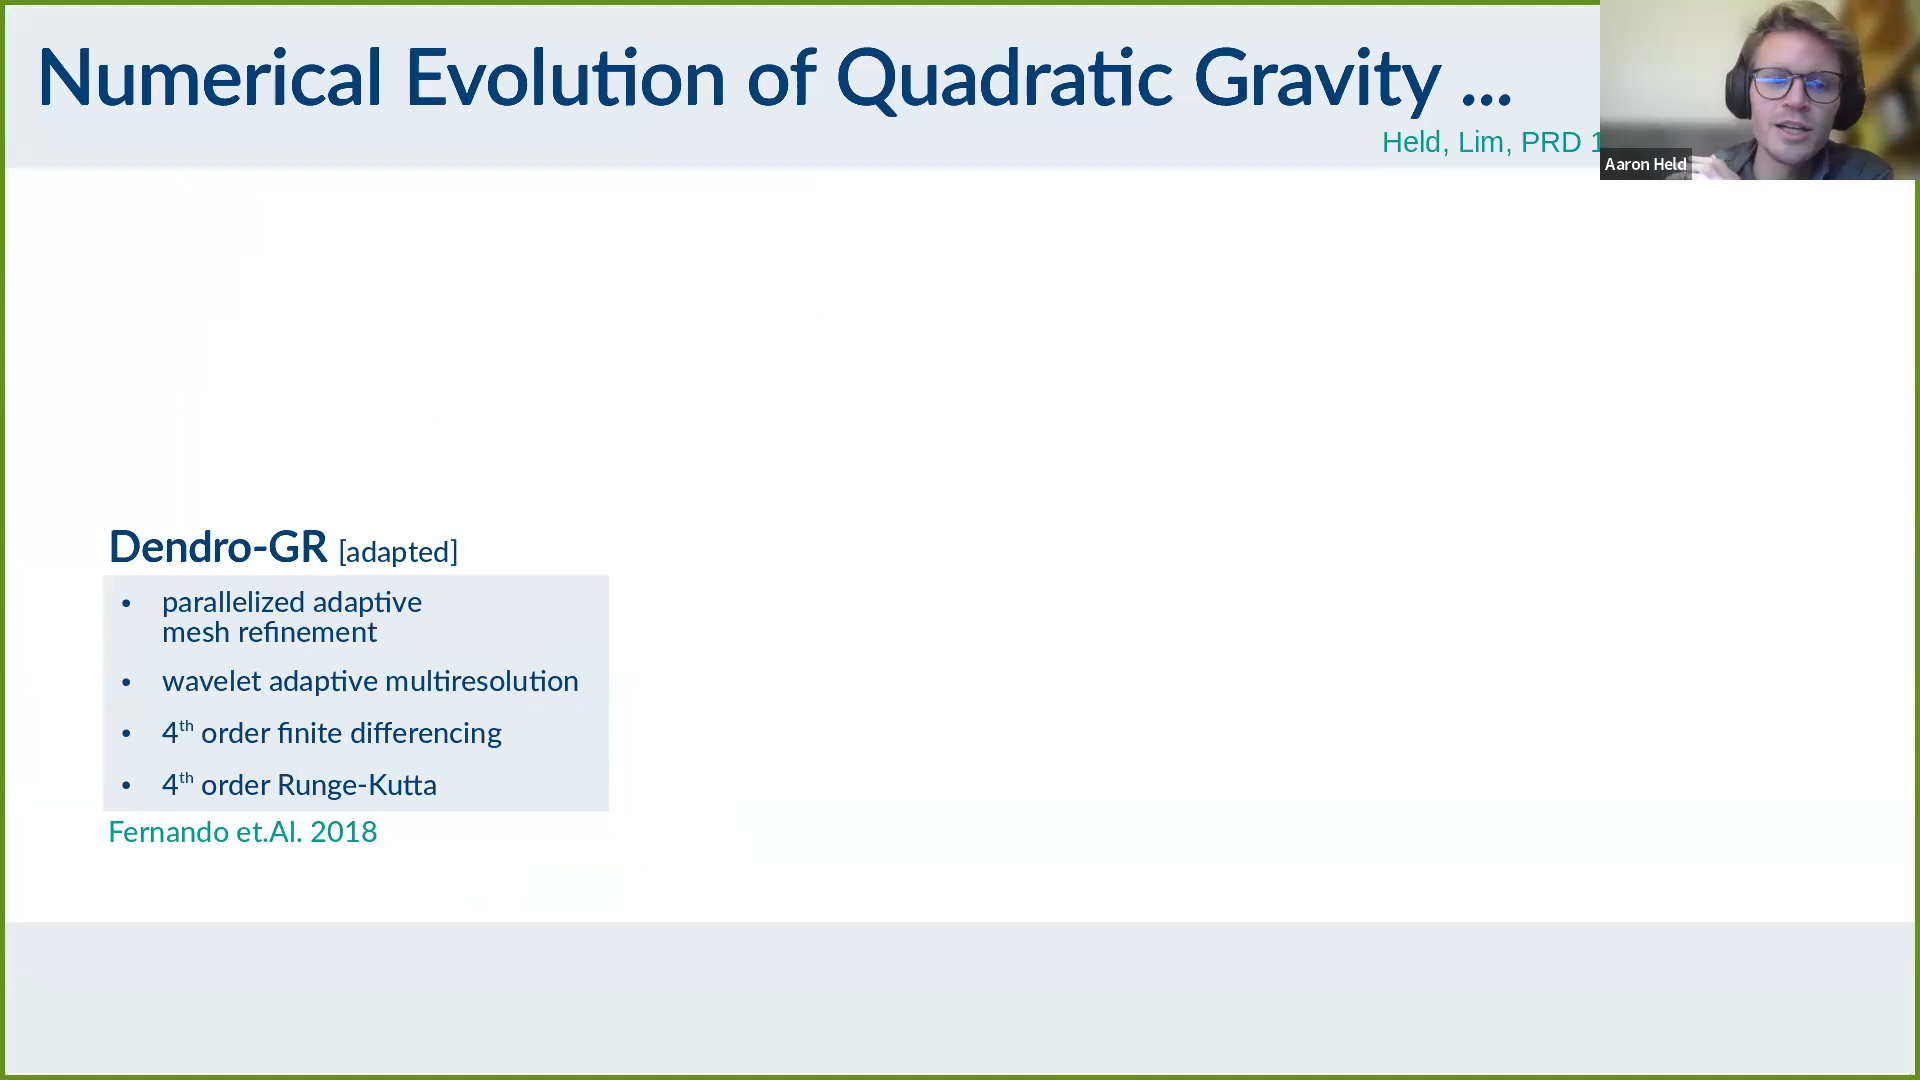 Numerical Evolution of Quadratic Gravity ...
Held, Lim, PRD 1
Aaron Held
Dendro-GR [adapted]
• parallelized adaptive
mesh refinement
• wavelet adaptive multiresolution
• 4th order finite differencing
• 4th order Runge-Kutta
Fernando et.Al. 2018